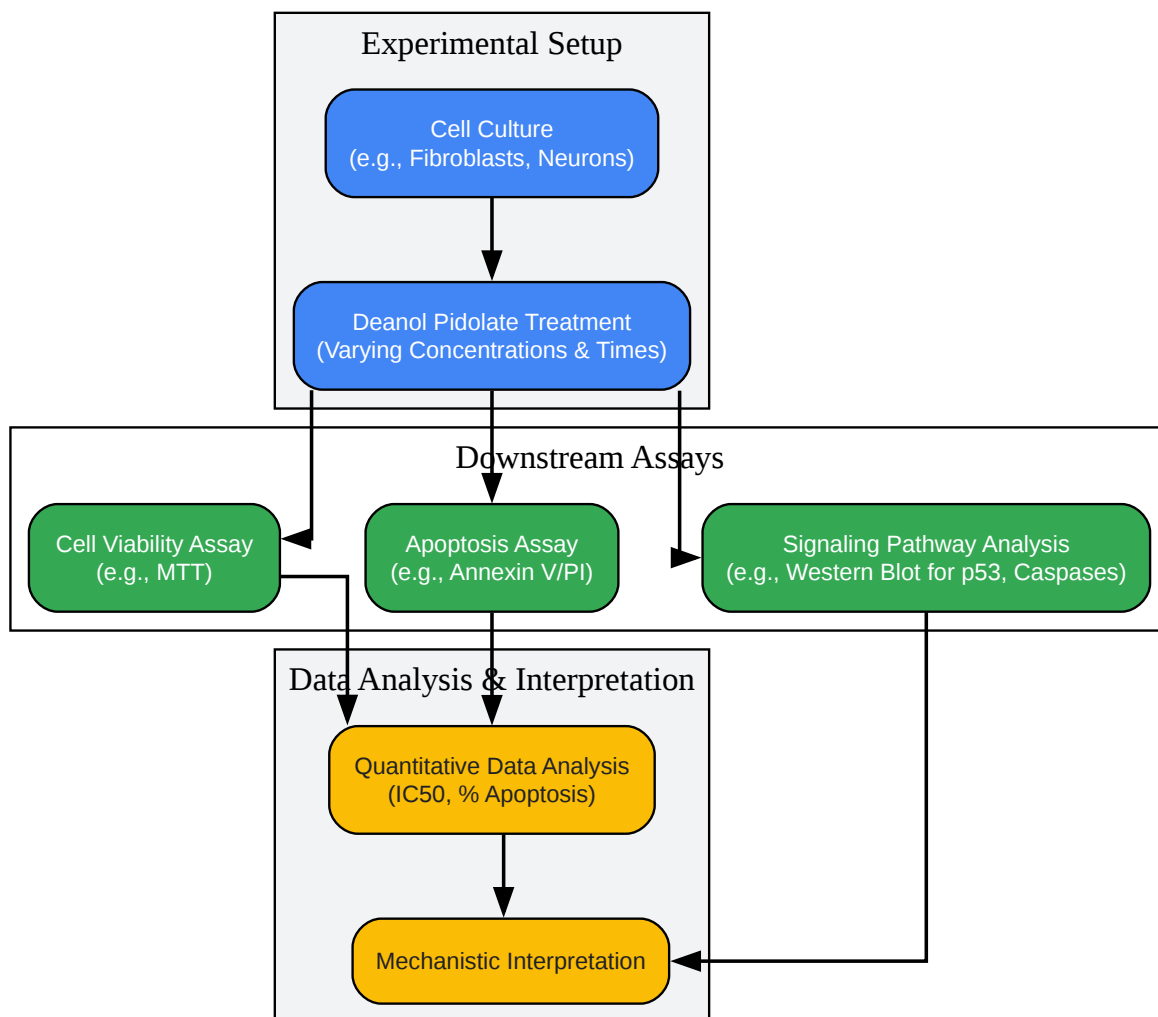 Experimental Setup
Cell Culture
(e.g., Fibroblasts, Neurons)
Deanol Pidolate Treatment
(Varying Concentrations & Times)
Downstream Assays
Cell Viability Assay
(e.g., MTT)
Apoptosis Assay
(e.g., Annexin V/PI)
Signaling Pathway Analysis
(e.g., Western Blot for p53, Caspases)
Data Analysis & Interpretation
Quantitative Data Analysis
(IC50, % Apoptosis)
Mechanistic Interpretation